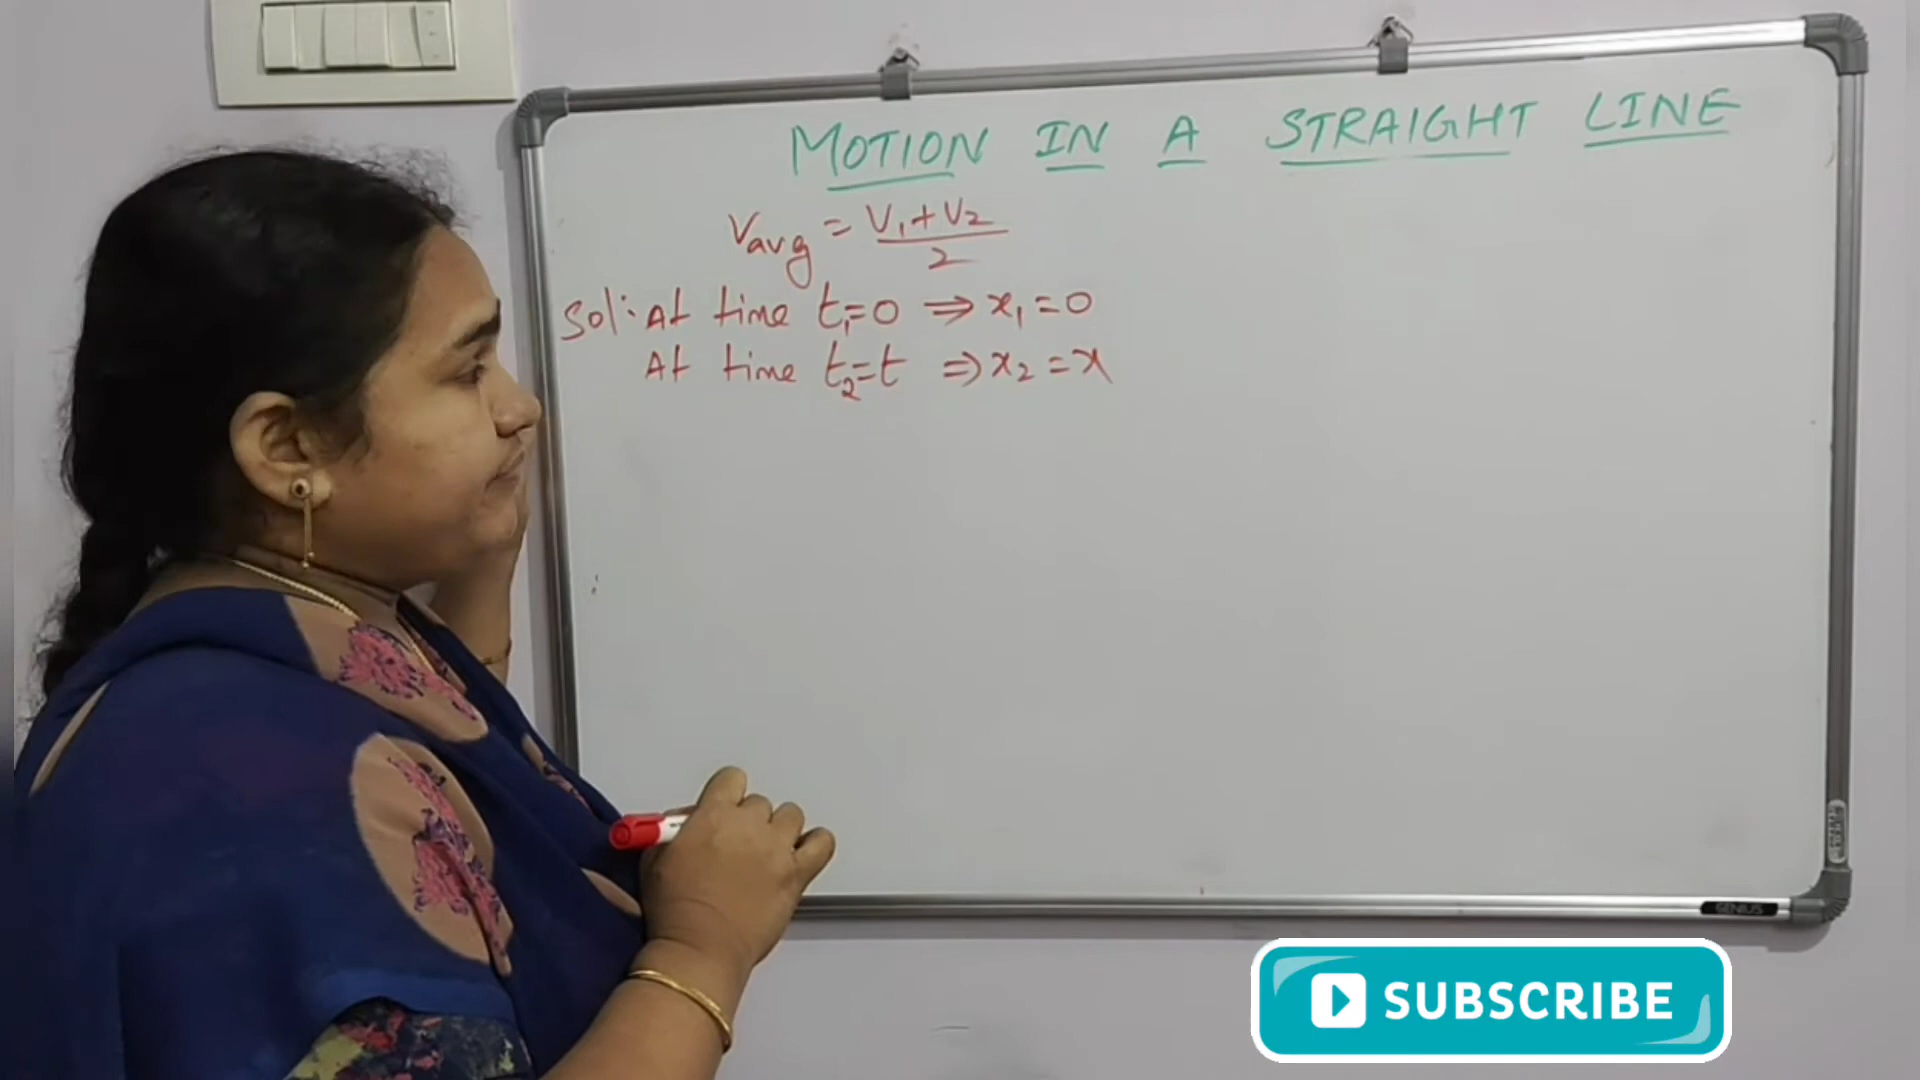 MOTION IN A STRAIGHT LINE
Vavg = V₁+V₂/2
Sol:- At time t₁=0 ⇒ x₁=0
At time t₂=t ⇒ x₂=x
GENIUS
SUBSCRIBE